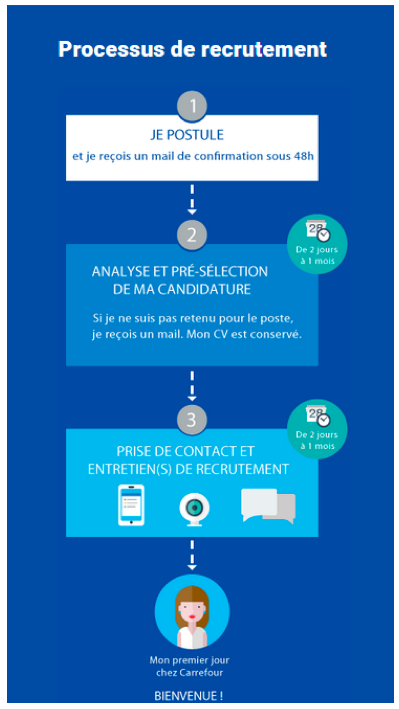 Processus de recrutement
1
JE POSTULE
et je reçois un mail de confirmation sous 48h
2
28
De 2 jours
à 1 mois
ANALYSE ET PRÉ-SÉLECTION
DE MA CANDIDATURE
Si je ne suis pas retenu pour le poste,
je reçois un mail. Mon CV est conservé.
3
28
De 2 jours
à 1 mois
PRISE DE CONTACT ET
ENTRETIEN(S) DE RECRUTEMENT
Mon premier jour
chez Carrefour
BIENVENUE !